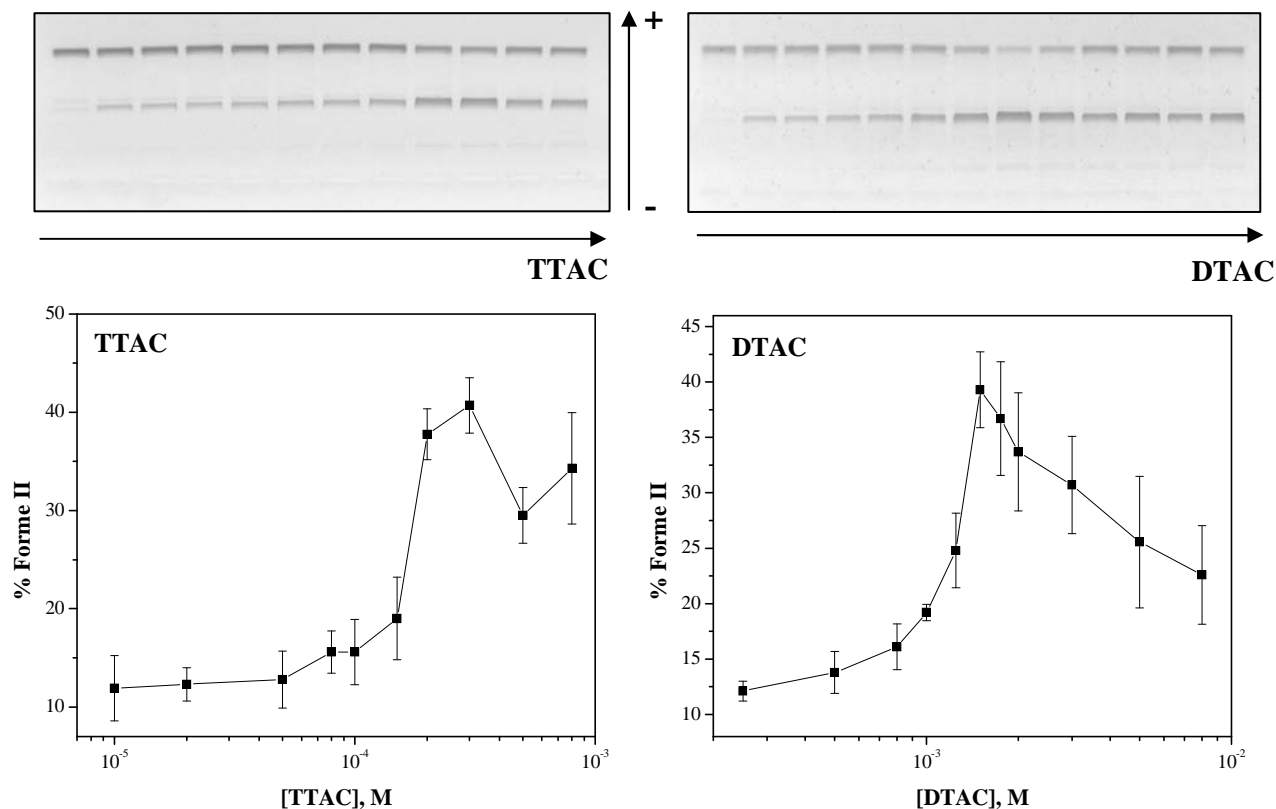 +
-
TTAC
DTAC
TTAC
50
40
30
20
10
% Forme II
10⁻⁵
10⁻⁴
10⁻³
[TTAC], M
DTAC
45
40
35
30
25
20
15
10
% Forme II
10⁻³
10⁻²
[DTAC], M